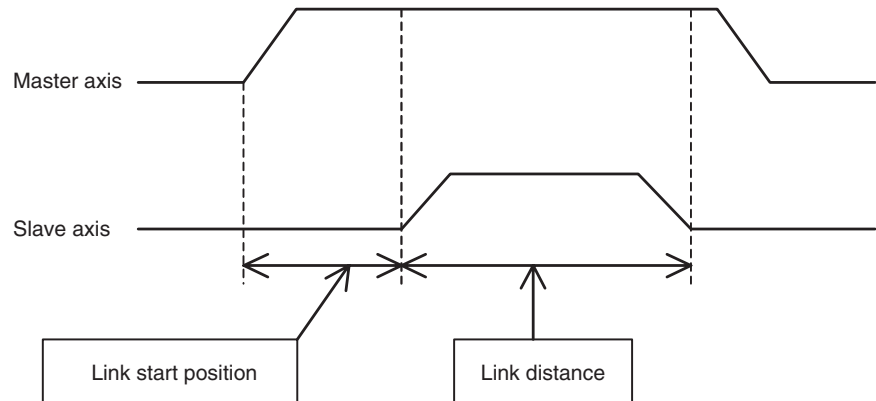 Master axis
Slave axis
Link start position
Link distance